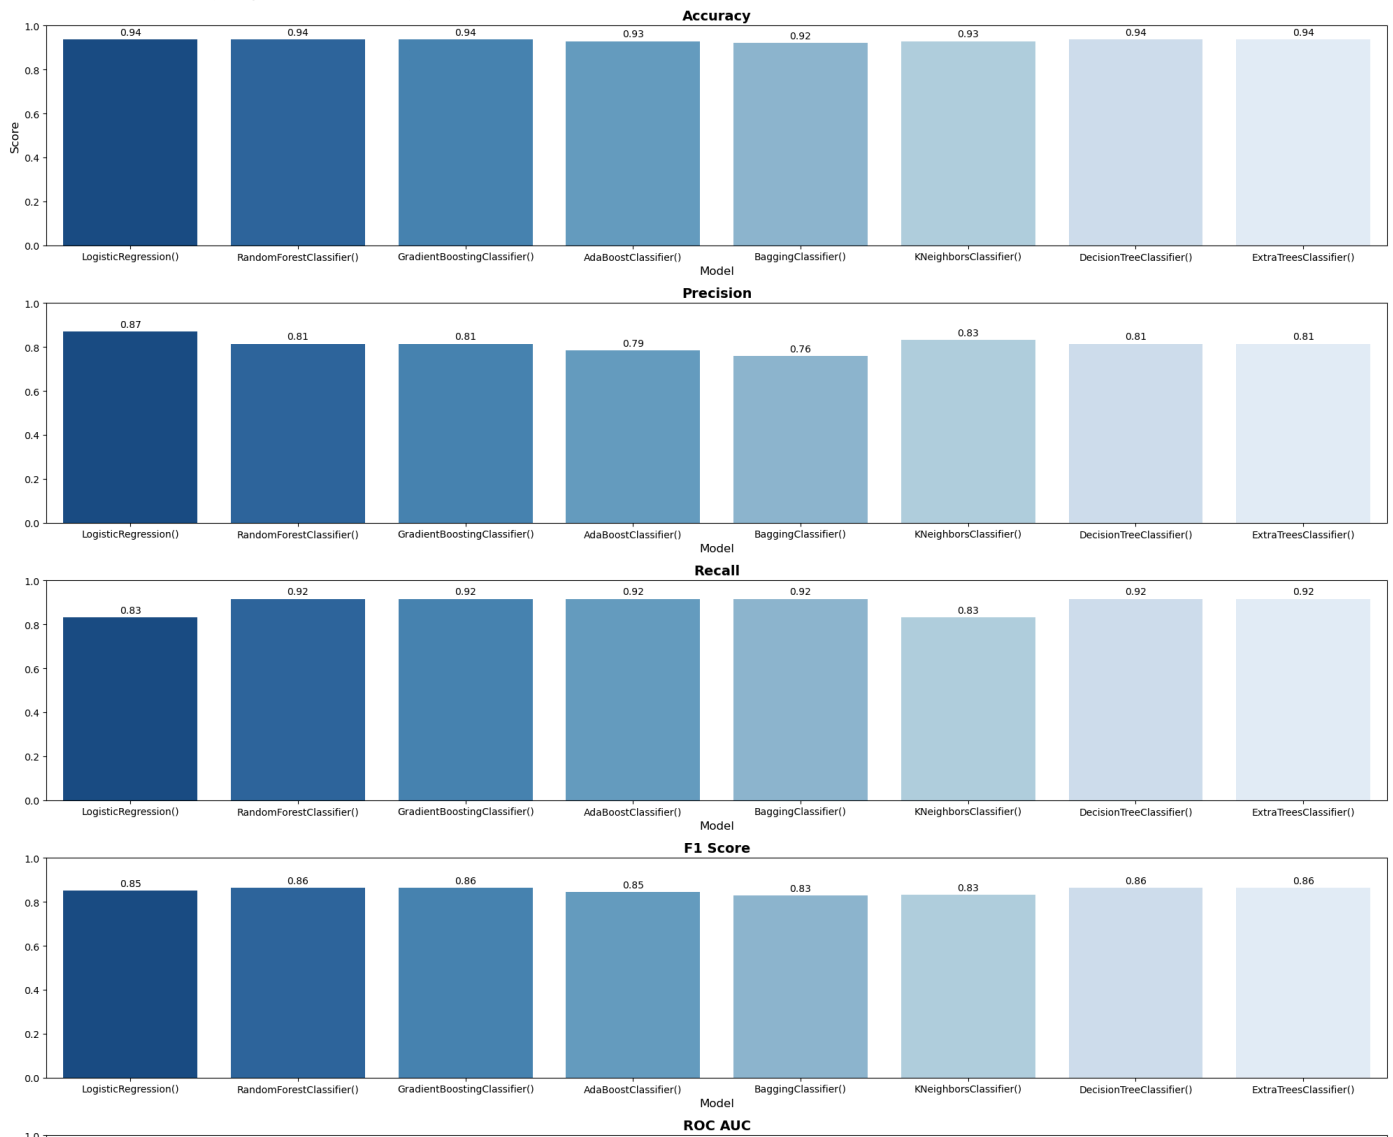 Accuracy
1.0
0.94 0.94 0.94 0.93 0.92 0.93 0.94 0.94
0.8
0.6
Score
0.4
0.2
0.0
LogisticRegression() RandomForestClassifier() GradientBoostingClassifier() AdaBoostClassifier() BaggingClassifier() KNeighborsClassifier() DecisionTreeClassifier() ExtraTreesClassifier()
Model
Precision
1.0
0.87 0.81 0.81 0.79 0.76 0.83 0.81 0.81
0.8
0.6
0.4
0.2
0.0
LogisticRegression() RandomForestClassifier() GradientBoostingClassifier() AdaBoostClassifier() BaggingClassifier() KNeighborsClassifier() DecisionTreeClassifier() ExtraTreesClassifier()
Model
Recall
1.0
0.83 0.92 0.92 0.92 0.92 0.83 0.92 0.92
0.8
0.6
0.4
0.2
0.0
LogisticRegression() RandomForestClassifier() GradientBoostingClassifier() AdaBoostClassifier() BaggingClassifier() KNeighborsClassifier() DecisionTreeClassifier() ExtraTreesClassifier()
Model
F1 Score
1.0
0.85 0.86 0.86 0.85 0.83 0.83 0.86 0.86
0.8
0.6
0.4
0.2
0.0
LogisticRegression() RandomForestClassifier() GradientBoostingClassifier() AdaBoostClassifier() BaggingClassifier() KNeighborsClassifier() DecisionTreeClassifier() ExtraTreesClassifier()
Model
ROC AUC
1.0